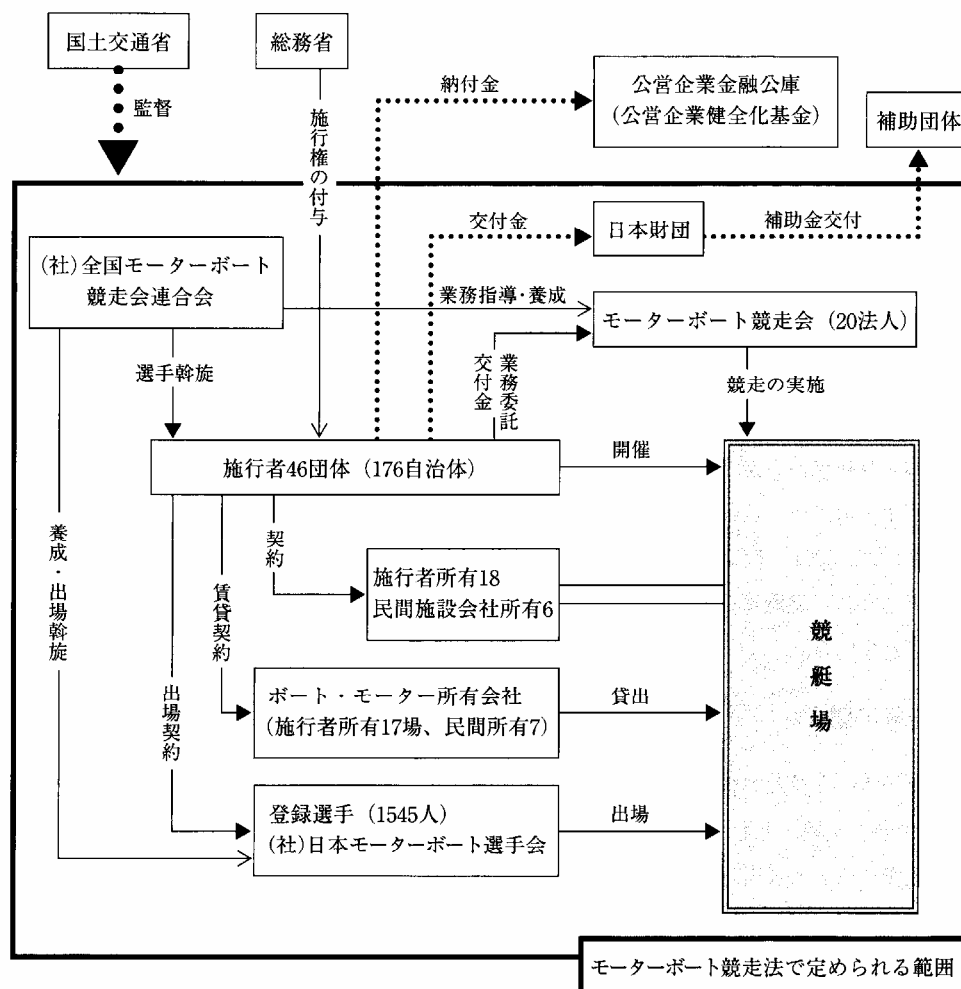 国土交通省
総務省
監督
施行権の付与
納付金
公営企業金融公庫
(公営企業健全化基金)
補助団体
交付金
日本財団
補助金交付
(社)全国モーターボート
競走会連合会
業務指導・養成
モーターボート競走会 (20法人)
選手斡旋
業務委託
交付金
競走の実施
施行者46団体 (176自治体)
開催
契約
施行者所有18
民間施設会社所有6
養成・出場斡旋
賃貸契約
競艇場
ボート・モーター所有会社
(施行者所有17場、民間所有7)
貸出
出場契約
登録選手 (1545人)
(社)日本モーターボート選手会
出場
モーターボート競走法で定められる範囲